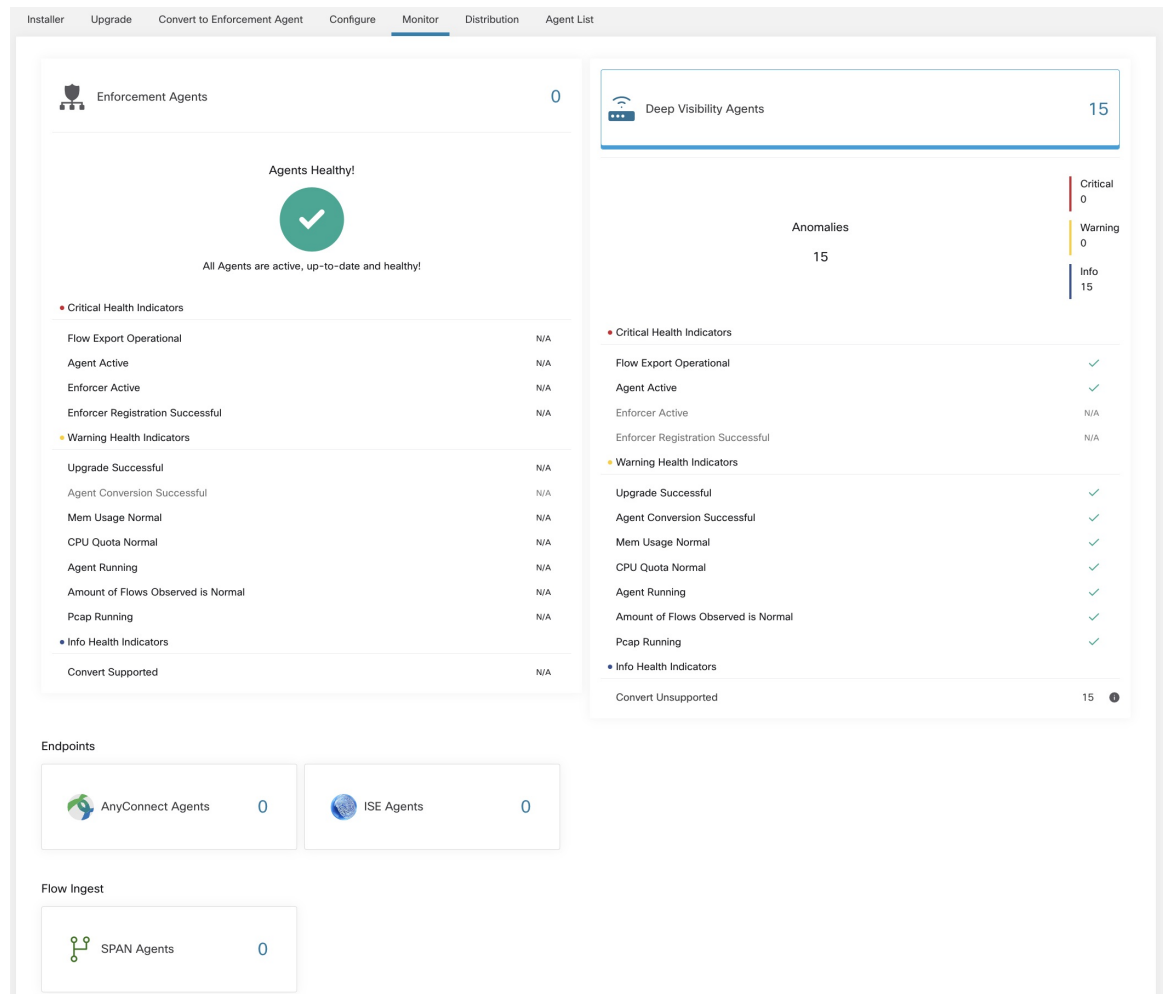 Installer Upgrade Convert to Enforcement Agent Configure Monitor Distribution Agent List
Enforcement Agents 0
Agents Healthy!
All Agents are active, up-to-date and healthy!
Critical Health Indicators
Flow Export Operational N/A
Agent Active N/A
Enforcer Active N/A
Enforcer Registration Successful N/A
Warning Health Indicators
Upgrade Successful N/A
Agent Conversion Successful N/A
Mem Usage Normal N/A
CPU Quota Normal N/A
Agent Running N/A
Amount of Flows Observed is Normal N/A
Pcap Running N/A
Info Health Indicators
Convert Supported N/A
Deep Visibility Agents 15
Anomalies
15
Critical
0
Warning
0
Info
15
Critical Health Indicators
Flow Export Operational
Agent Active
Enforcer Active N/A
Enforcer Registration Successful N/A
Warning Health Indicators
Upgrade Successful
Agent Conversion Successful
Mem Usage Normal
CPU Quota Normal
Agent Running
Amount of Flows Observed is Normal
Pcap Running
Info Health Indicators
Convert Unsupported 15
Endpoints
AnyConnect Agents 0
ISE Agents 0
Flow Ingest
SPAN Agents 0